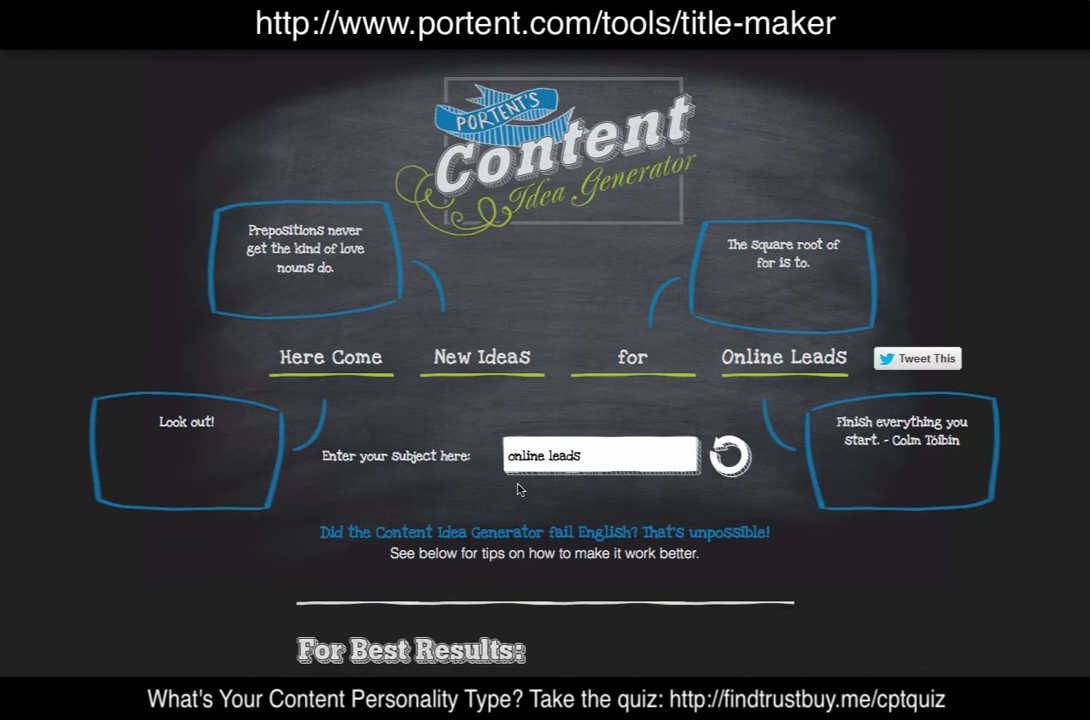 http://www.portent.com/tools/title-maker
PORTENT'S
Content
Idea Generator
Prepositions never
get the kind of love
nouns do.
The square root of
for is to.
Here Come New Ideas for Online Leads
Tweet This
Look out!
Finish everything you
start. - Colm Tóibín
Enter your subject here: online leads
Did the Content Idea Generator fail English? That's unpossible!
See below for tips on how to make it work better.
For Best Results:
What's Your Content Personality Type? Take the quiz: http://findtrustbuy.me/cptquiz